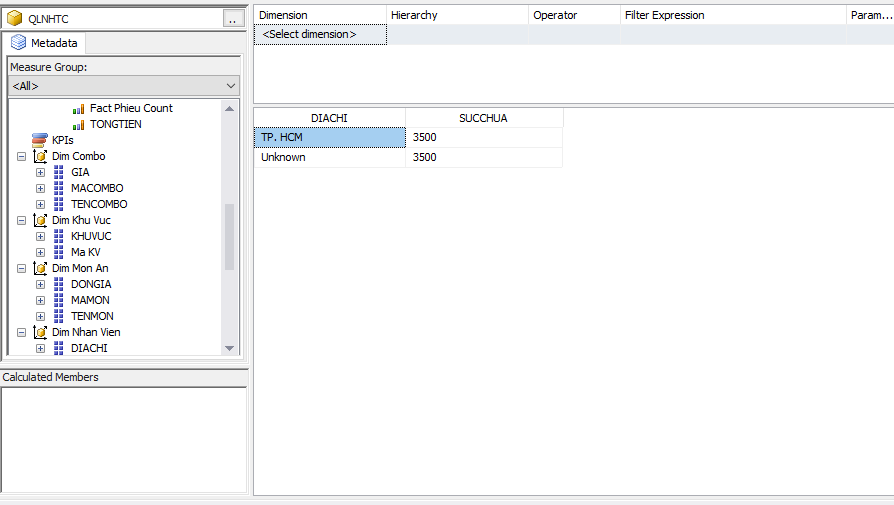 QLNHTC
..
Metadata
Measure Group:
<All>
Fact Phieu Count
TONGTIEN
KPIs
Dim Combo
GIA
MACOMBO
TENCOMBO
Dim Khu Vuc
KHUVUC
Ma KV
Dim Mon An
DONGIA
MAMON
TENMON
Dim Nhan Vien
DIACHI
Calculated Members
Dimension Hierarchy Operator Filter Expression Param...
<Select dimension>
DIACHI SUCCHUA
TP. HCM 3500
Unknown 3500